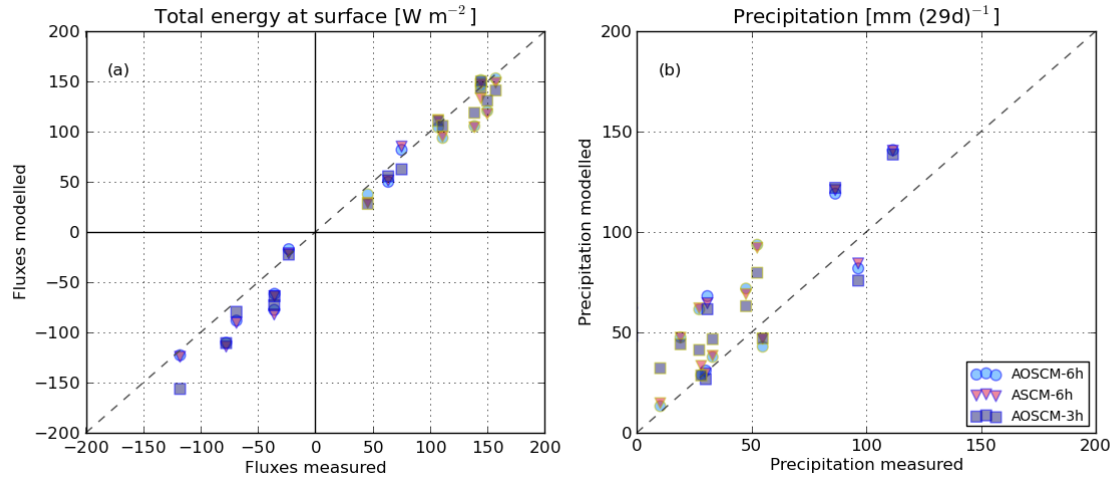 Total energy at surface [W m⁻²]
200
150
100
50
0
−50
−100
−150
−200
(a)
Fluxes modelled
−200 −150 −100 −50 0 50 100 150 200
Fluxes measured
Precipitation [mm (29d)⁻¹]
200
150
100
50
0
(b)
Precipitation modelled
AOSCM-6h
ASCM-6h
AOSCM-3h
0 50 100 150 200
Precipitation measured